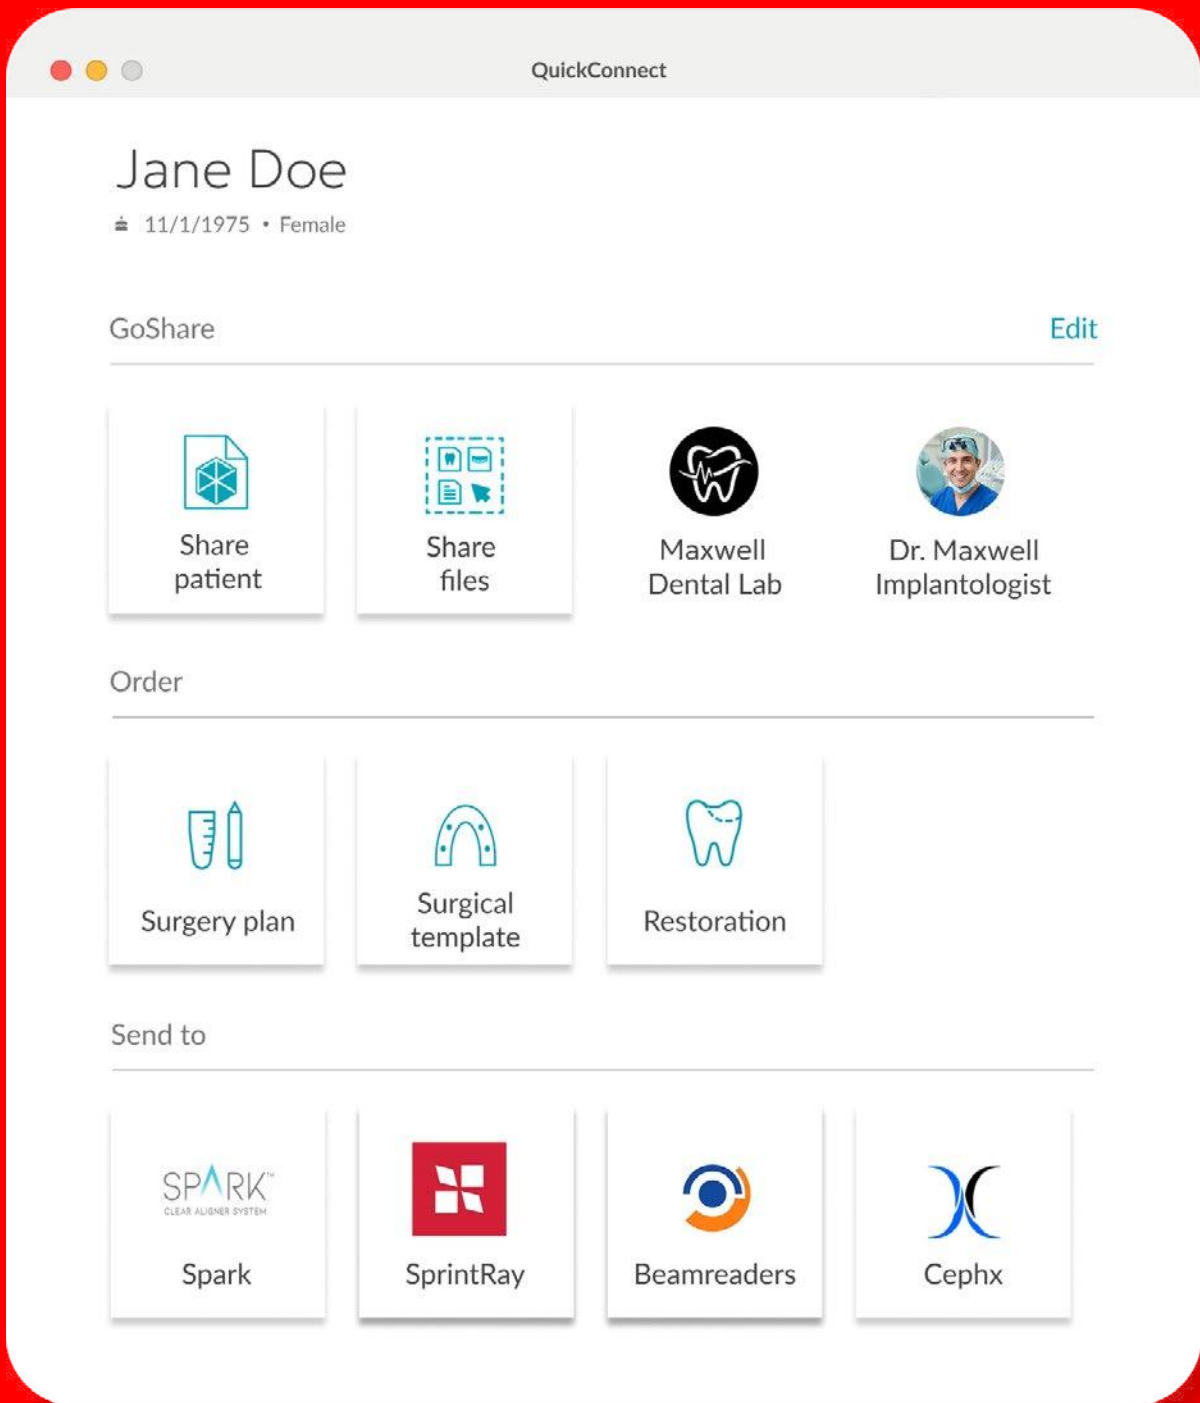 QuickConnect
Jane Doe
11/1/1975 • Female
GoShare
Edit
Share
patient
Share
files
Maxwell
Dental Lab
Dr. Maxwell
Implantologist
Order
Surgery plan
Surgical
template
Restoration
Send to
SPARK™
CLEAR ALIGNER SYSTEM
Spark
SprintRay
Beamreaders
Cephx